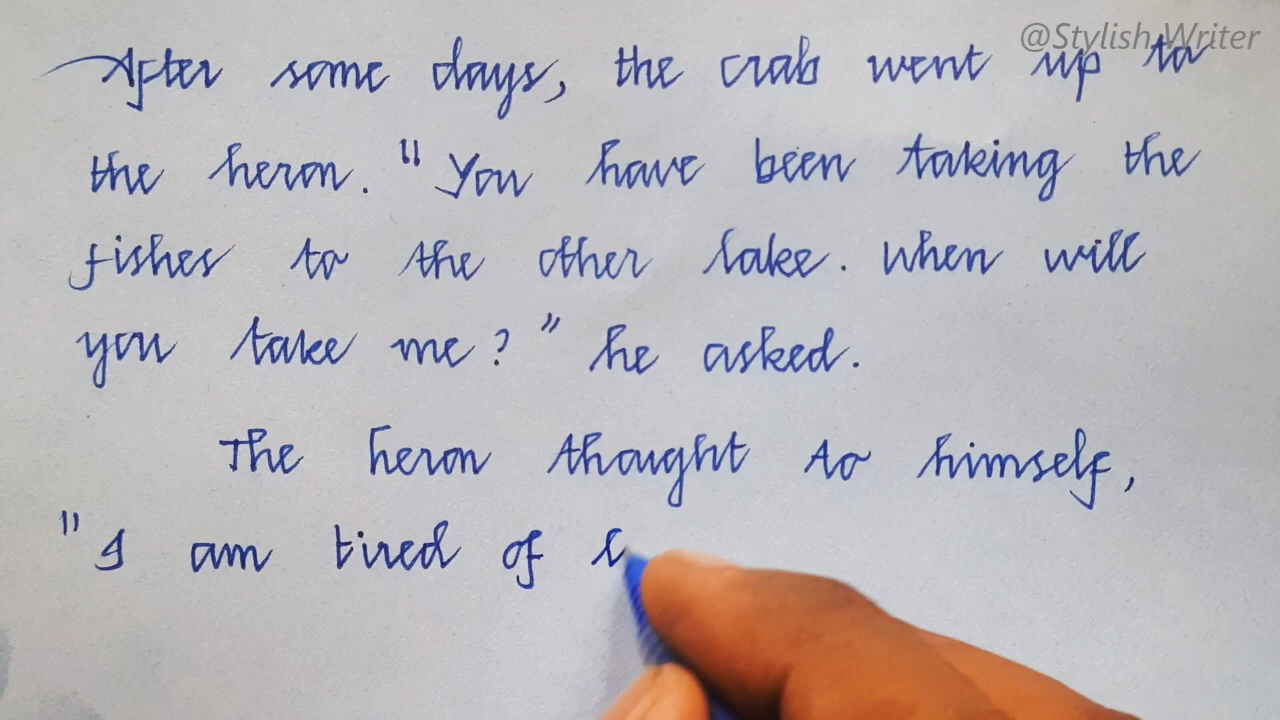 @Stylish Writer
After some days, the crab went up to
the heron. "You have been taking the
fishes to the other lake. When will
you take me?" he asked.
The heron thought to himself,
"I am tired of